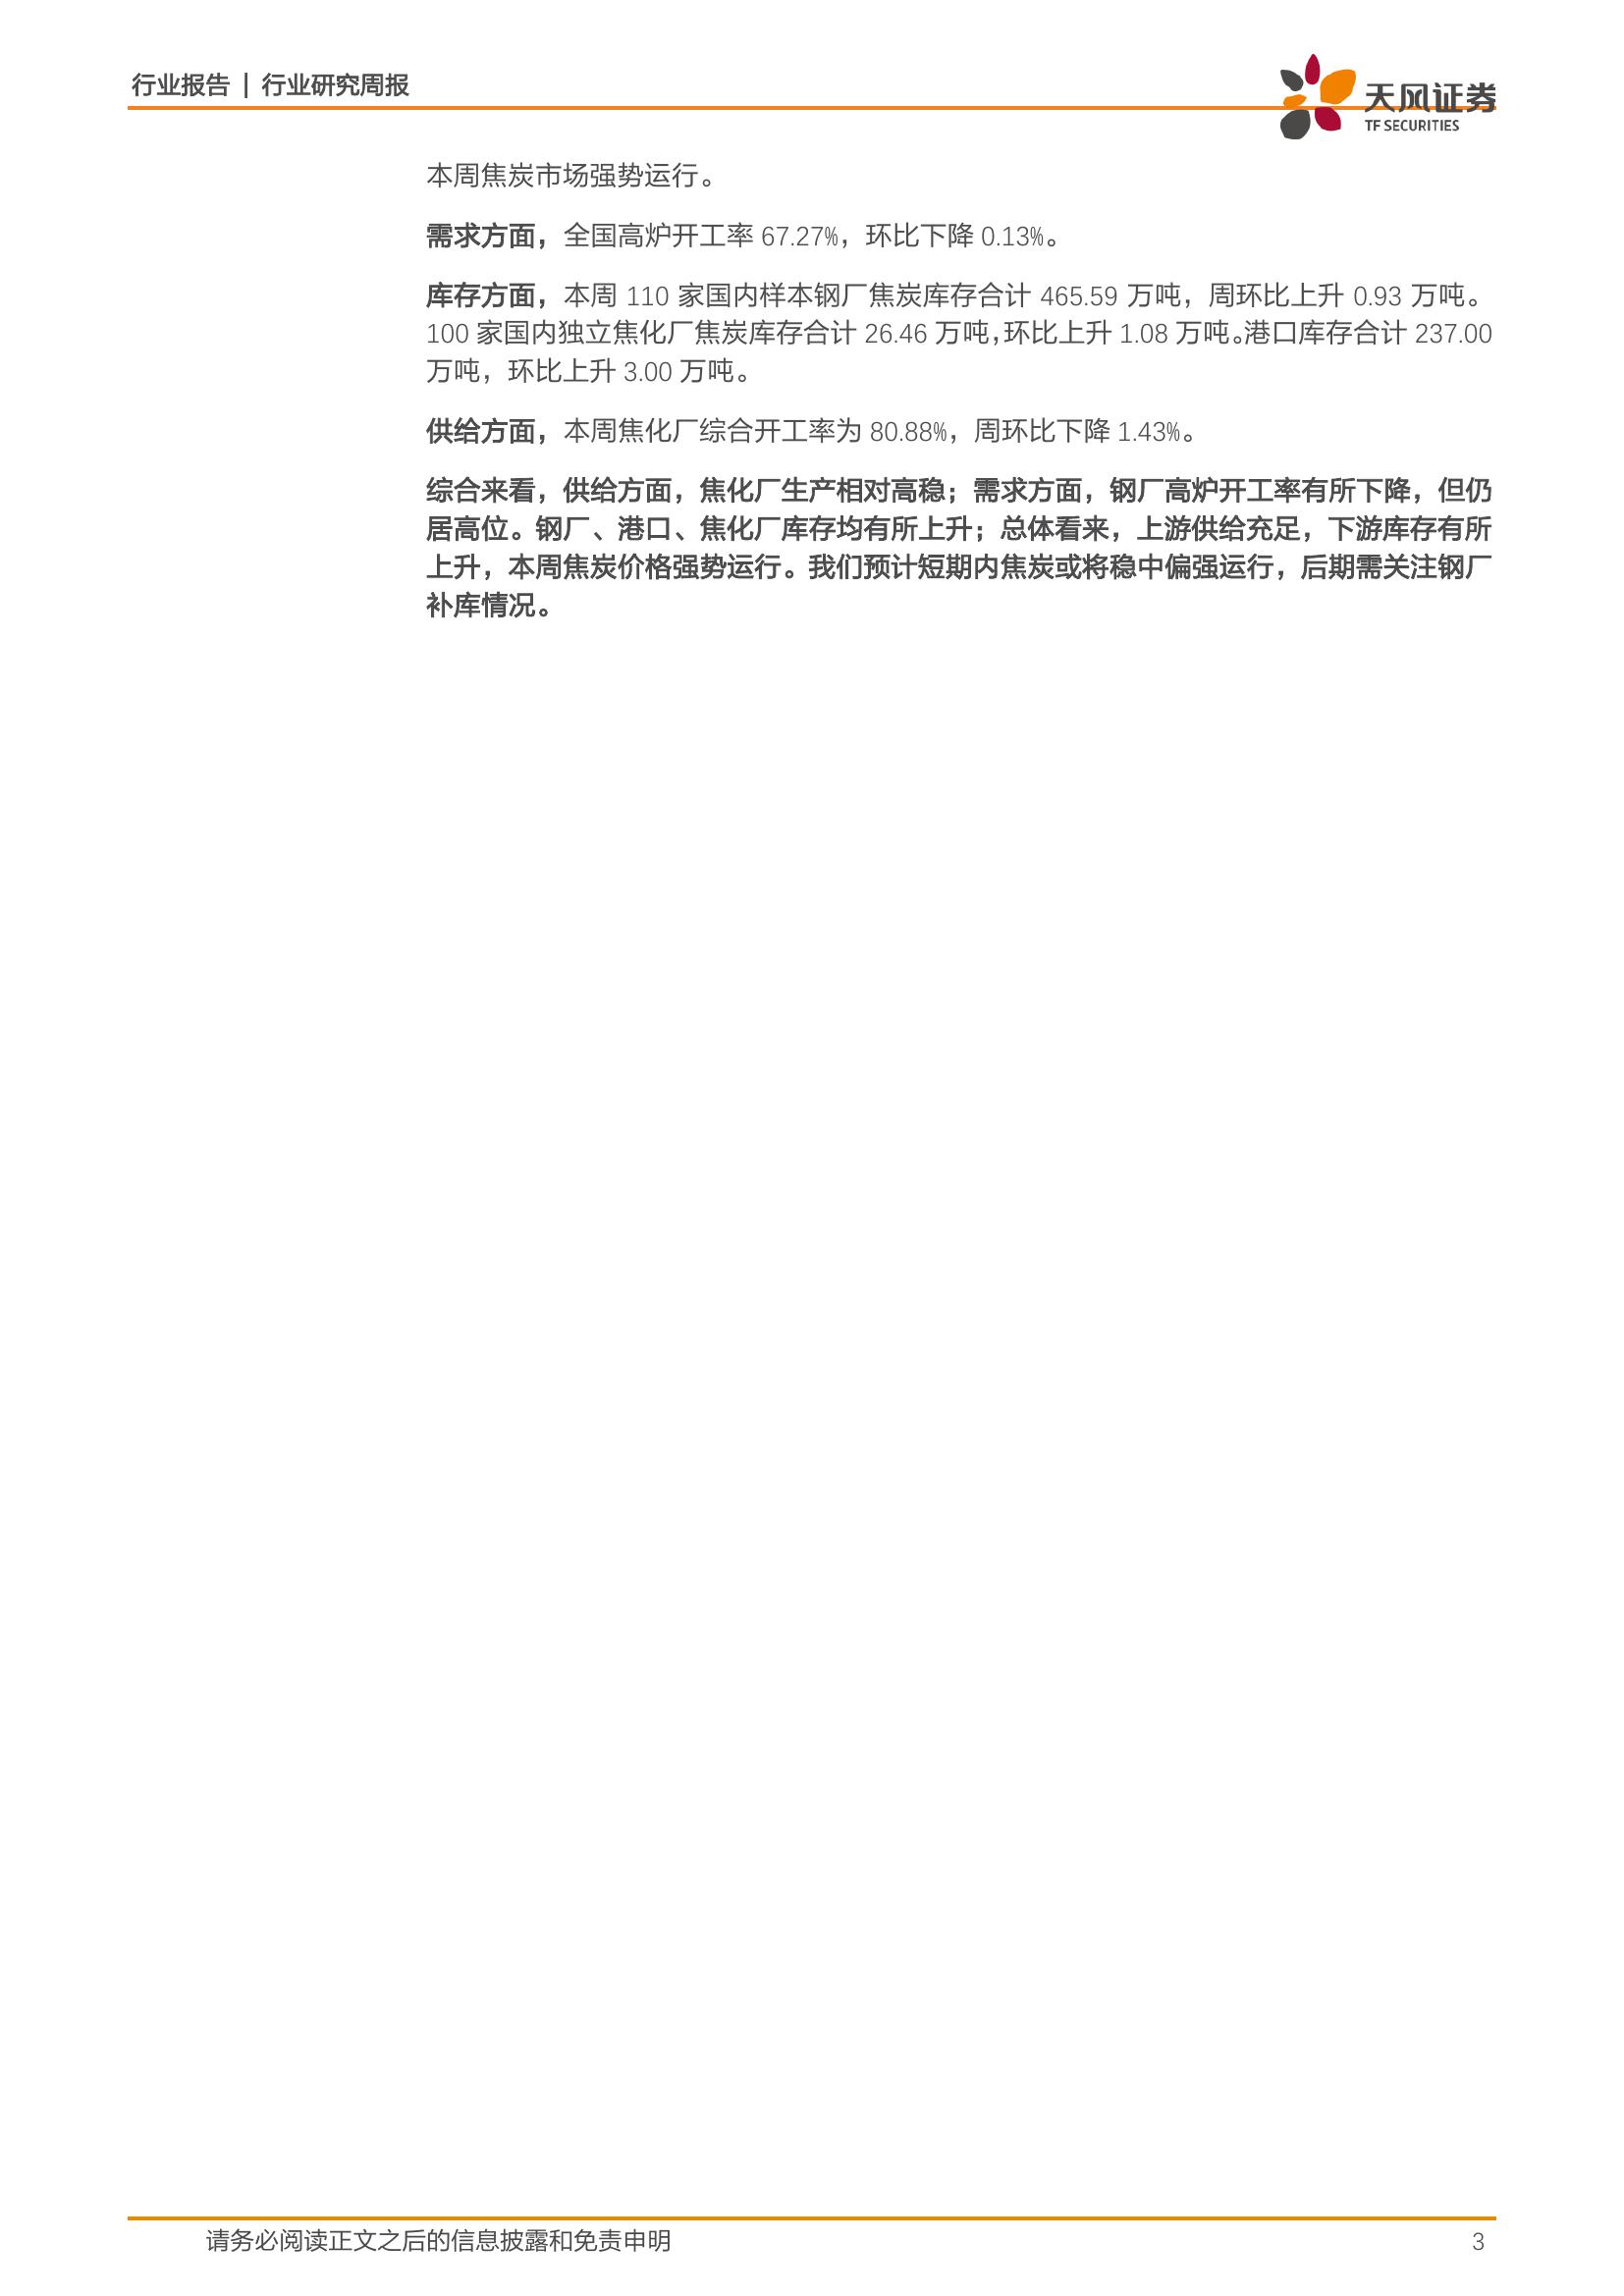 行业报告 | 行业研究周报
天风证券
TF SECURITIES
本周焦炭市场强势运行。
需求方面，全国高炉开工率 67.27%，环比下降 0.13%。
库存方面，本周 110 家国内样本钢厂焦炭库存合计 465.59 万吨，周环比上升 0.93 万吨。
100 家国内独立焦化厂焦炭库存合计 26.46 万吨，环比上升 1.08 万吨。港口库存合计 237.00
万吨，环比上升 3.00 万吨。
供给方面，本周焦化厂综合开工率为 80.88%，周环比下降 1.43%。
综合来看，供给方面，焦化厂生产相对高稳；需求方面，钢厂高炉开工率有所下降，但仍
居高位。钢厂、港口、焦化厂库存均有所上升；总体看来，上游供给充足，下游库存有所
上升，本周焦炭价格强势运行。我们预计短期内焦炭或将稳中偏强运行，后期需关注钢厂
补库情况。
请务必阅读正文之后的信息披露和免责申明
3